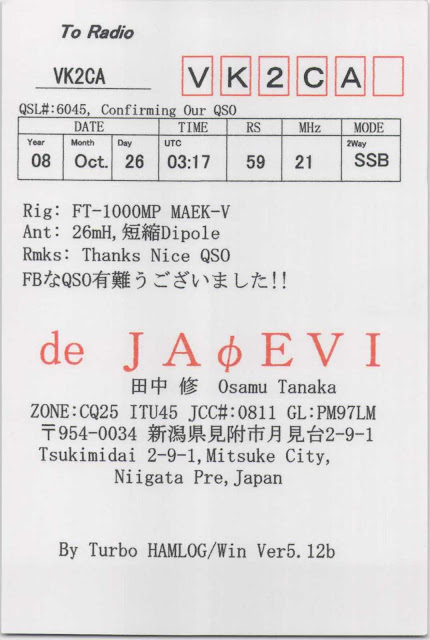 To Radio
VK2CA VK2CA
QSL#:6045, Confirming Our QSO
DATE TIME RS MHz MODE
Year Month Day UTC 2Way
08 Oct. 26 03:17 59 21 SSB
Rig: FT-1000MP MAEK-V
Ant: 26mH,短縮Dipole
Rmks: Thanks Nice QSO
FBなQSO有難うございました!!
de JAφEVI
田中 修 Osamu Tanaka
ZONE:CQ25 ITU45 JCC#:0811 GL:PM97LM
〒954-0034 新潟県見附市月見台2-9-1
Tsukimidai 2-9-1,Mitsuke City,
Niigata Pre,Japan
By Turbo HAMLOG/Win Ver5.12b